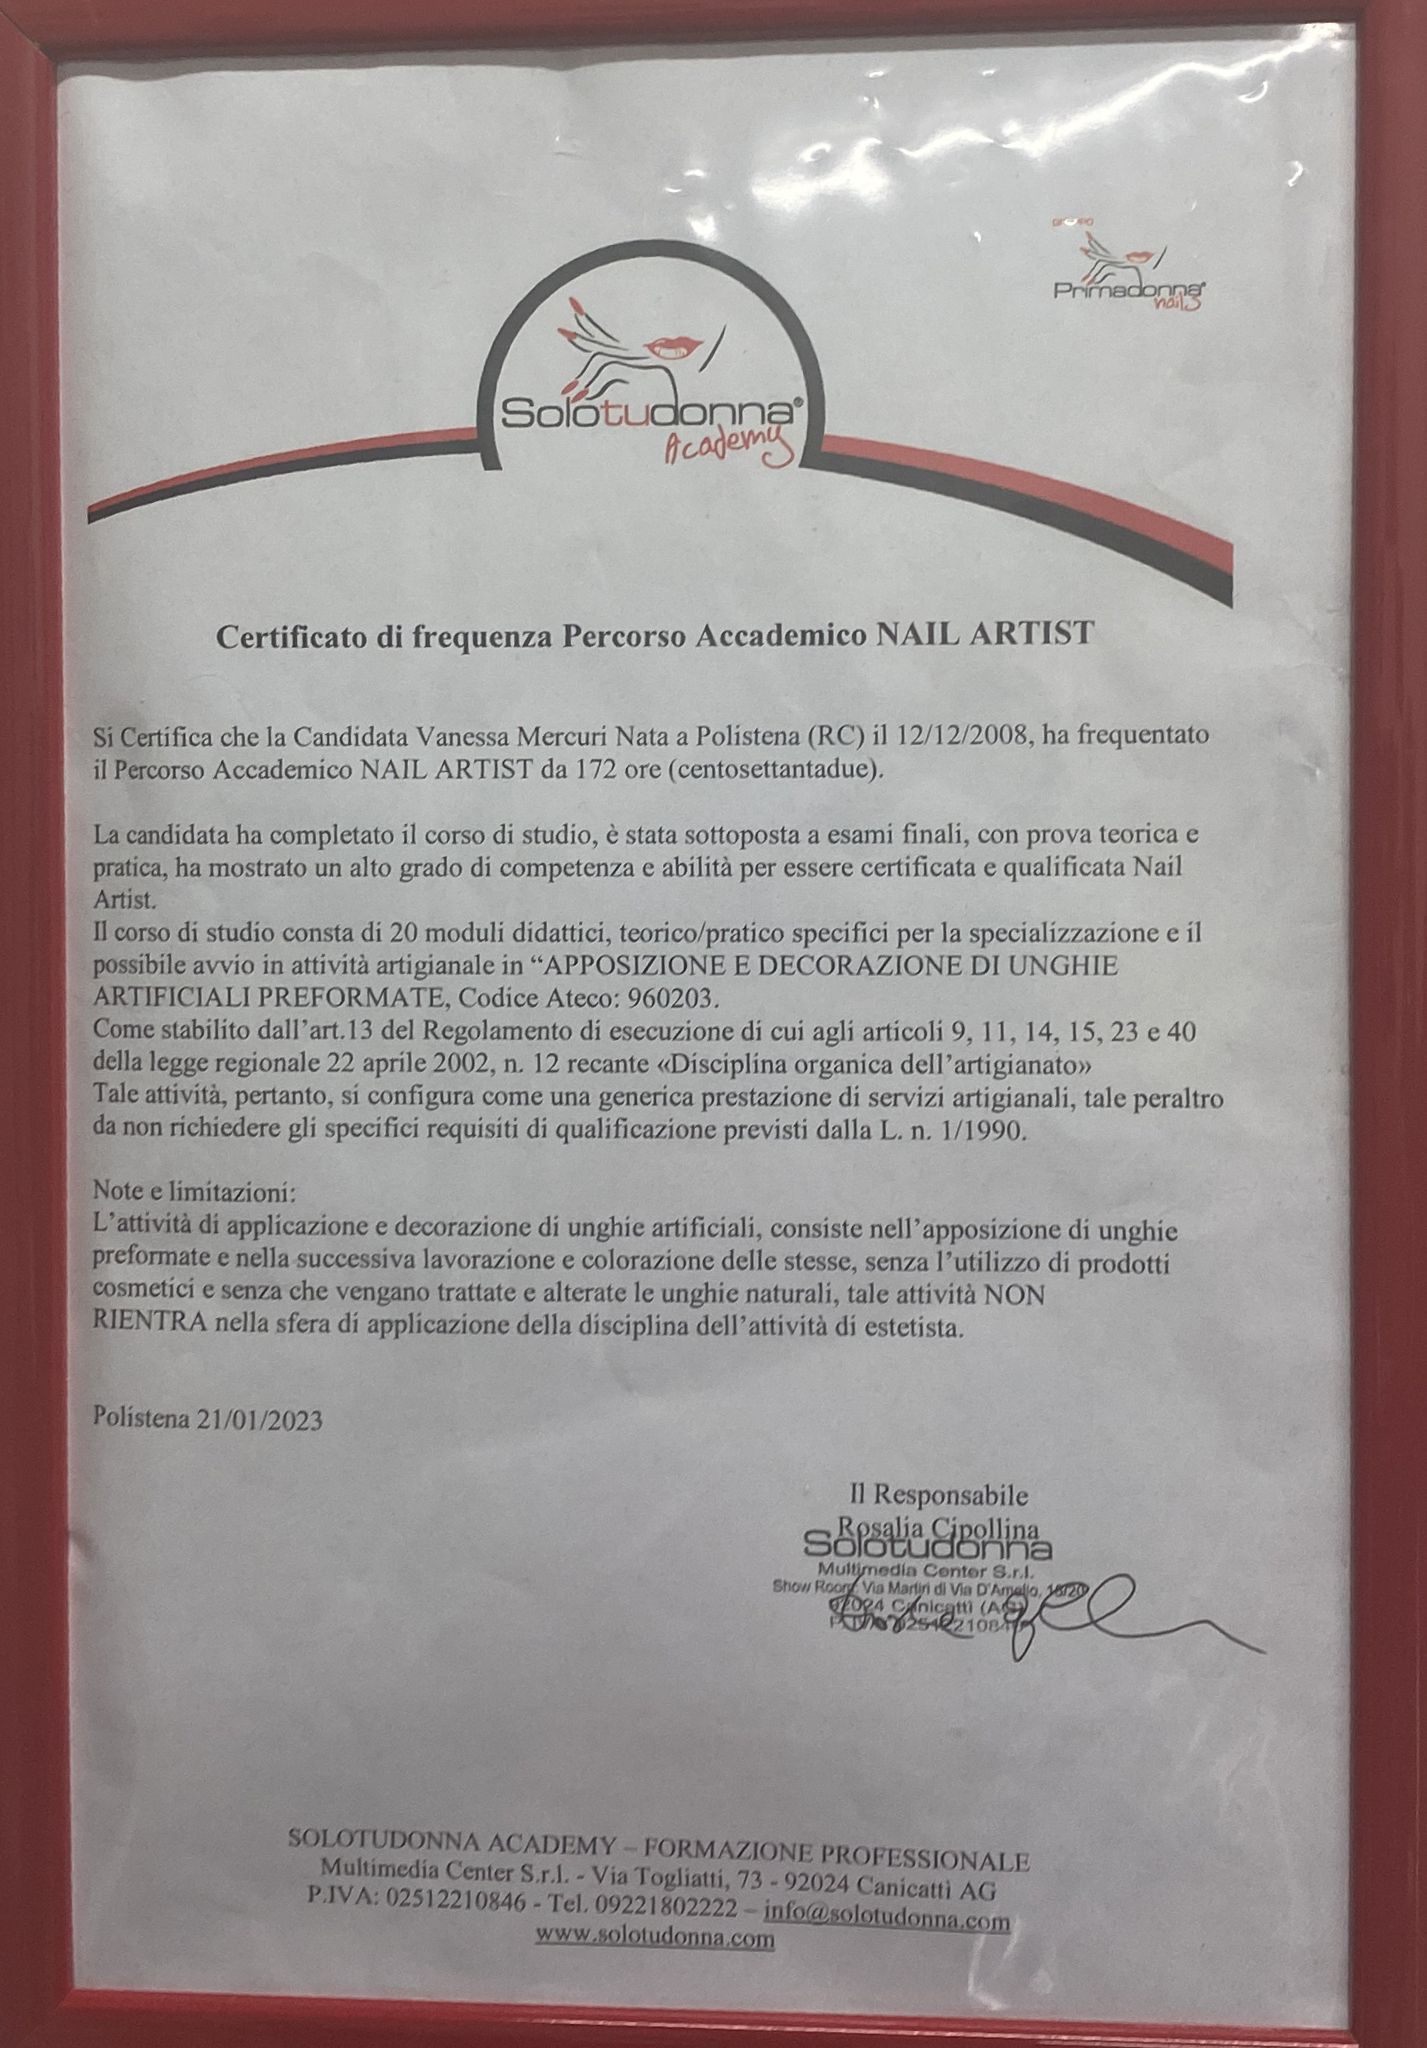 GRUPPO
Primadonna®
nails
Solotudonna®
Academy
Certificato di frequenza Percorso Accademico NAIL ARTIST
Si Certifica che la Candidata Vanessa Mercuri Nata a Polistena (RC) il 12/12/2008, ha frequentato
il Percorso Accademico NAIL ARTIST da 172 ore (centosettantadue).
La candidata ha completato il corso di studio, è stata sottoposta a esami finali, con prova teorica e
pratica, ha mostrato un alto grado di competenza e abilità per essere certificata e qualificata Nail
Artist.
Il corso di studio consta di 20 moduli didattici, teorico/pratico specifici per la specializzazione e il
possibile avvio in attività artigianale in “APPOSIZIONE E DECORAZIONE DI UNGHIE
ARTIFICIALI PREFORMATE, Codice Ateco: 960203.
Come stabilito dall’art.13 del Regolamento di esecuzione di cui agli articoli 9, 11, 14, 15, 23 e 40
della legge regionale 22 aprile 2002, n. 12 recante «Disciplina organica dell’artigianato»
Tale attività, pertanto, si configura come una generica prestazione di servizi artigianali, tale peraltro
da non richiedere gli specifici requisiti di qualificazione previsti dalla L. n. 1/1990.
Note e limitazioni:
L’attività di applicazione e decorazione di unghie artificiali, consiste nell’apposizione di unghie
preformate e nella successiva lavorazione e colorazione delle stesse, senza l’utilizzo di prodotti
cosmetici e senza che vengano trattate e alterate le unghie naturali, tale attività NON
RIENTRA nella sfera di applicazione della disciplina dell’attività di estetista.
Polistena 21/01/2023
Il Responsabile
Rosalia Cipollina
Solotudonna
Multimedia Center S.r.l.
Show Room: Via Martiri di Via D'Amelio, 18/20
92024 Canicattì (AG)
SOLOTUDONNA ACADEMY – FORMAZIONE PROFESSIONALE
Multimedia Center S.r.l. - Via Togliatti, 73 - 92024 Canicattì AG
P.IVA: 02512210846 - Tel. 09221802222 – info@solotudonna.com
www.solotudonna.com